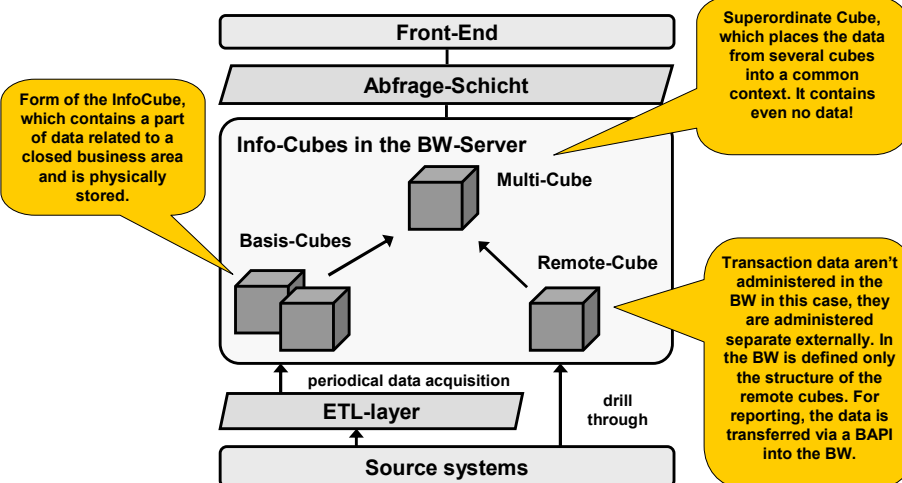 Front-End
Abfrage-Schicht
Superordinate Cube,
which places the data
from several cubes
into a common
context. It contains
even no data!
Form of the InfoCube,
which contains a part
of data related to a
closed business area
and is physically
stored.
Info-Cubes in the BW-Server
Multi-Cube
Basis-Cubes
Remote-Cube
Transaction data aren't
administered in the
BW in this case, they
are administered
separate externally. In
the BW is defined only
the structure of the
remote cubes. For
reporting, the data is
transferred via a BAPI
into the BW.
periodical data acquisition
ETL-layer
drill
through
Source systems